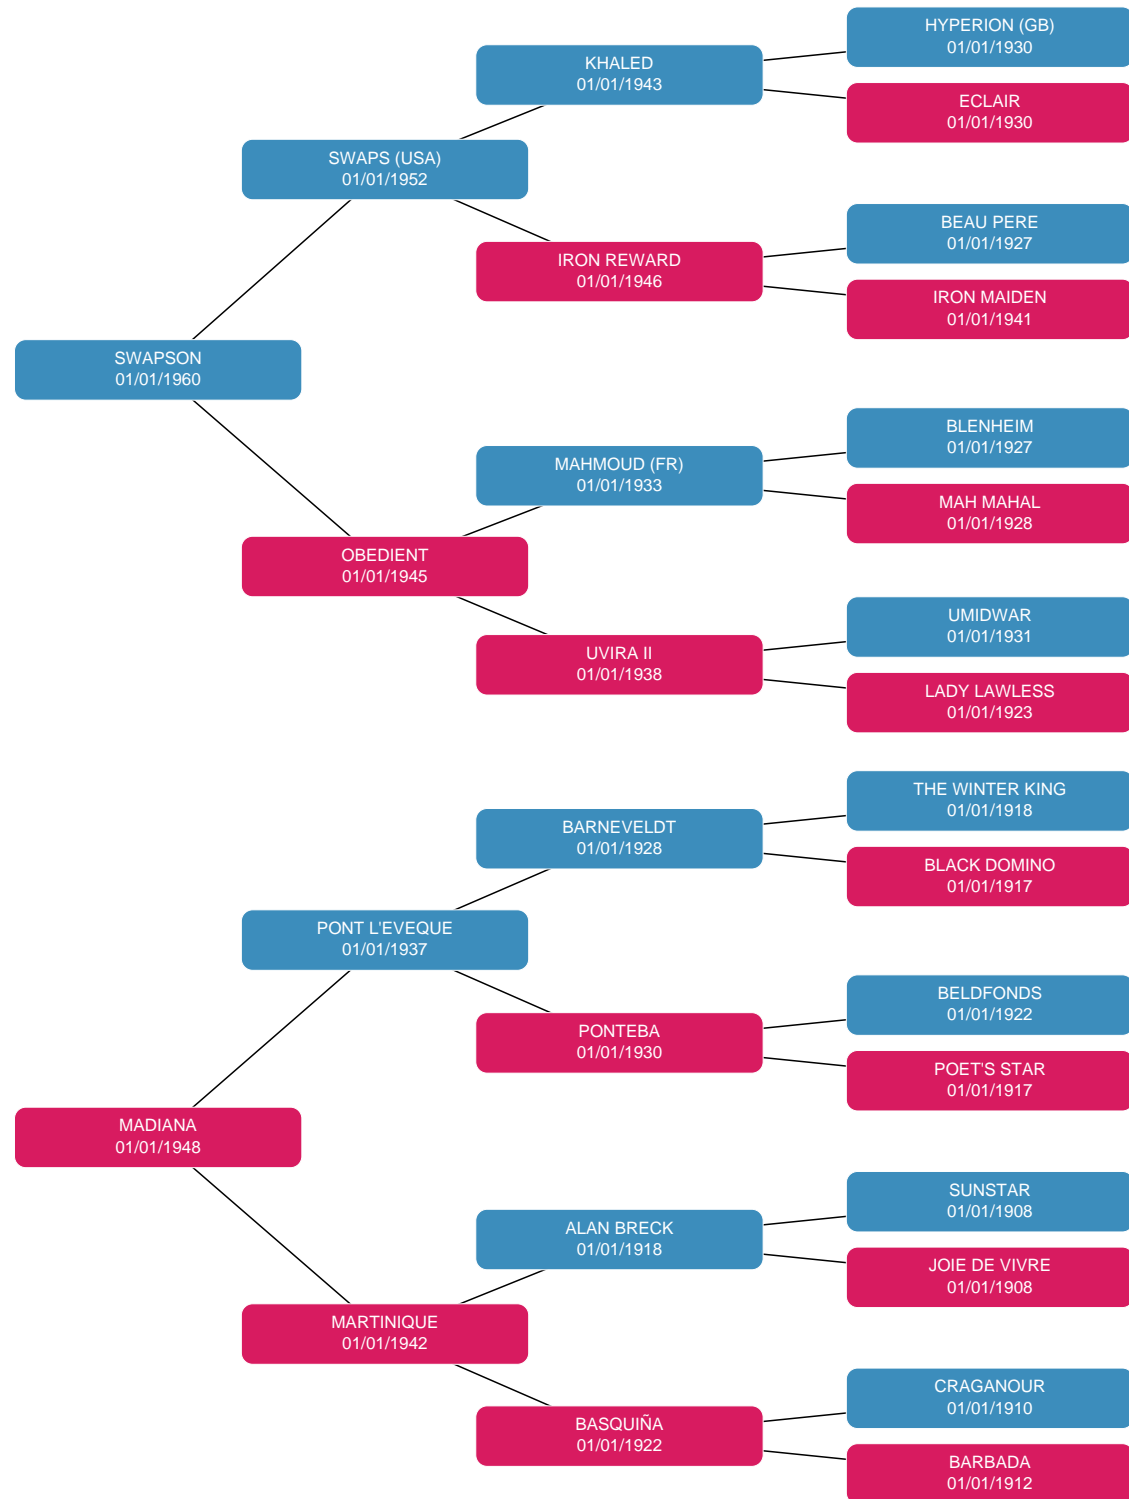 HYPERION (GB)
01/01/1930
KHALED
01/01/1943
ECLAIR
01/01/1930
SWAPS (USA)
01/01/1952
BEAU PERE
01/01/1927
IRON REWARD
01/01/1946
IRON MAIDEN
01/01/1941
SWAPSON
01/01/1960
BLENHEIM
01/01/1927
MAHMOUD (FR)
01/01/1933
MAH MAHAL
01/01/1928
OBEDIENT
01/01/1945
UMIDWAR
01/01/1931
UVIRA II
01/01/1938
LADY LAWLESS
01/01/1923
THE WINTER KING
01/01/1918
BARNEVELDT
01/01/1928
BLACK DOMINO
01/01/1917
PONT L'EVEQUE
01/01/1937
BELDFONDS
01/01/1922
PONTEBA
01/01/1930
POET'S STAR
01/01/1917
MADIANA
01/01/1948
SUNSTAR
01/01/1908
ALAN BRECK
01/01/1918
JOIE DE VIVRE
01/01/1908
MARTINIQUE
01/01/1942
CRAGANOUR
01/01/1910
BASQUIÑA
01/01/1922
BARBADA
01/01/1912